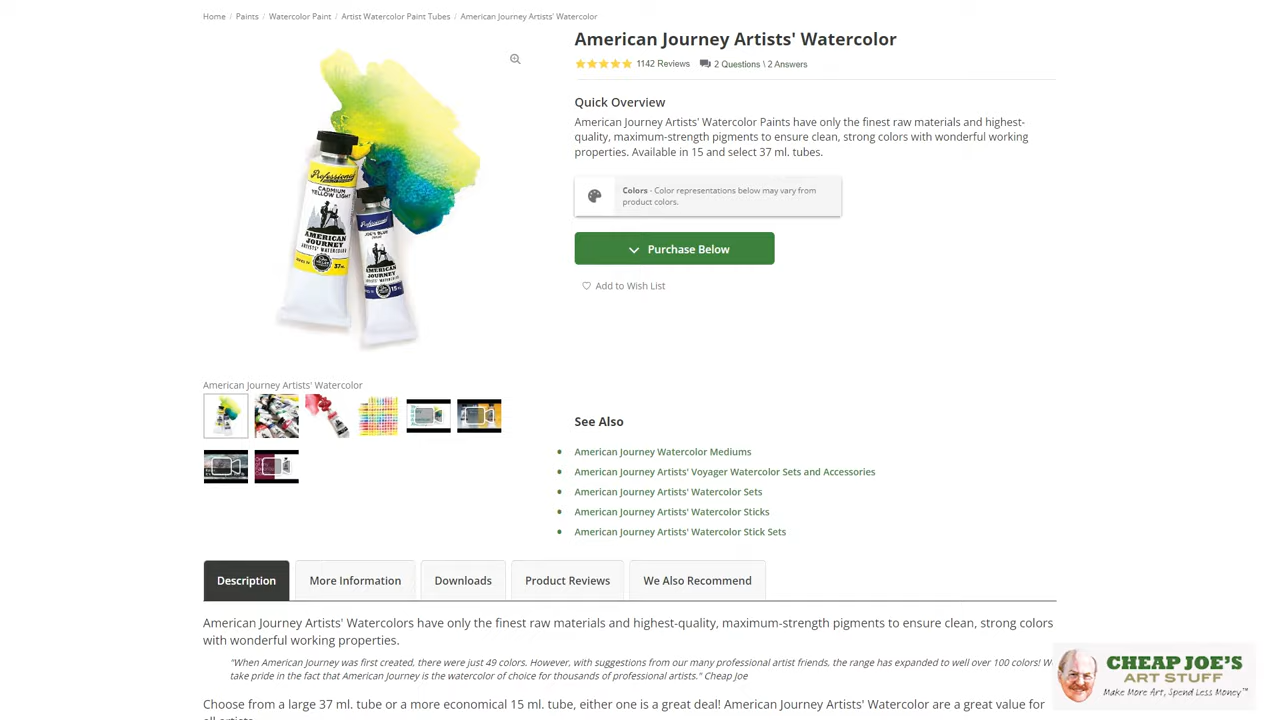 Home / Paints / Watercolor Paint / Artist Watercolor Paint Tubes / American Journey Artists' Watercolor
American Journey Artists' Watercolor
1142 Reviews 2 Questions \ 2 Answers
Quick Overview
American Journey Artists' Watercolor Paints have only the finest raw materials and highest-
quality, maximum-strength pigments to ensure clean, strong colors with wonderful working
properties. Available in 15 and select 37 ml. tubes.
Colors - Color representations below may vary from
product colors.
Purchase Below
Add to Wish List
Professional
CADMIUM
YELLOW LIGHT
AMERICAN
JOURNEY
ARTISTS' WATERCOLOR
37
Professional
JOE'S BLUE
AMERICAN
JOURNEY
15
American Journey Artists' Watercolor
See Also
American Journey Watercolor Mediums
American Journey Artists' Voyager Watercolor Sets and Accessories
American Journey Artists' Watercolor Sets
American Journey Artists' Watercolor Sticks
American Journey Artists' Watercolor Stick Sets
Description More Information Downloads Product Reviews We Also Recommend
American Journey Artists' Watercolors have only the finest raw materials and highest-quality, maximum-strength pigments to ensure clean, strong colors
with wonderful working properties.
"When American Journey was first created, there were just 49 colors. However, with suggestions from our many professional artist friends, the range has expanded to well over 100 colors!
take pride in the fact that American Journey is the watercolor of choice for thousands of professional artists." Cheap Joe
Choose from a large 37 ml. tube or a more economical 15 ml. tube, either one is a great deal! American Journey Artists' Watercolor are a great value for
all artists
CHEAP JOE'S
ART STUFF
Make More Art, Spend Less Money™